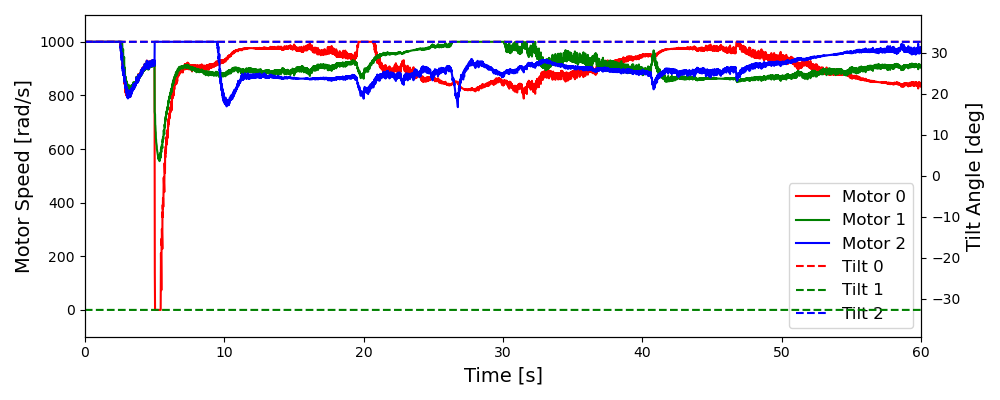 1000
800
600
400
200
0
Motor Speed [rad/s]
30
20
10
0
−10
−20
−30
Tilt Angle [deg]
Motor 0
Motor 1
Motor 2
Tilt 0
Tilt 1
Tilt 2
0 10 20 30 40 50 60
Time [s]